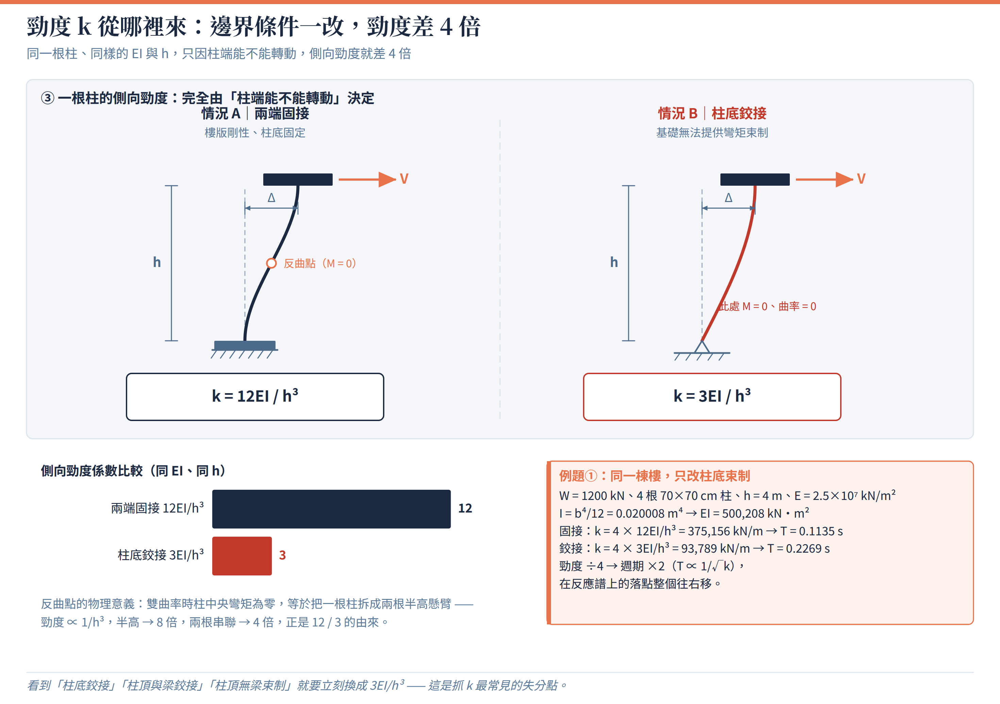 勁度 k 從哪裡來：邊界條件一改，勁度差 4 倍
同一根柱、同樣的 EI 與 h，只因柱端能不能轉動，側向勁度就差 4 倍
③ 一根柱的側向勁度：完全由「柱端能不能轉動」決定
情況 A｜兩端固接
樓版剛性、柱底固定
V
Δ
h
反曲點（M = 0）
k = 12EI / h³
情況 B｜柱底鉸接
基礎無法提供彎矩束制
V
Δ
h
此處 M = 0、曲率 = 0
k = 3EI / h³
側向勁度係數比較（同 EI、同 h）
兩端固接 12EI/h³
12
柱底鉸接 3EI/h³
3
反曲點的物理意義：雙曲率時柱中央彎矩為零，等於把一根柱拆成兩根半高懸臂 ——
勁度 ∝ 1/h³，半高 → 8 倍，兩根串聯 → 4 倍，正是 12 / 3 的由來。
例題①：同一棟樓，只改柱底束制
W = 1200 kN、4 根 70×70 cm 柱、h = 4 m、E = 2.5×10⁷ kN/m²
I = b⁴/12 = 0.020008 m⁴ → EI = 500,208 kN·m²
固接：k = 4 × 12EI/h³ = 375,156 kN/m → T = 0.1135 s
鉸接：k = 4 × 3EI/h³ = 93,789 kN/m → T = 0.2269 s
勁度 ÷4 → 週期 ×2（T ∝ 1/√k），
在反應譜上的落點整個往右移。
看到「柱底鉸接」「柱頂與梁鉸接」「柱頂無梁束制」就要立刻換成 3EI/h³ —— 這是抓 k 最常見的失分點。